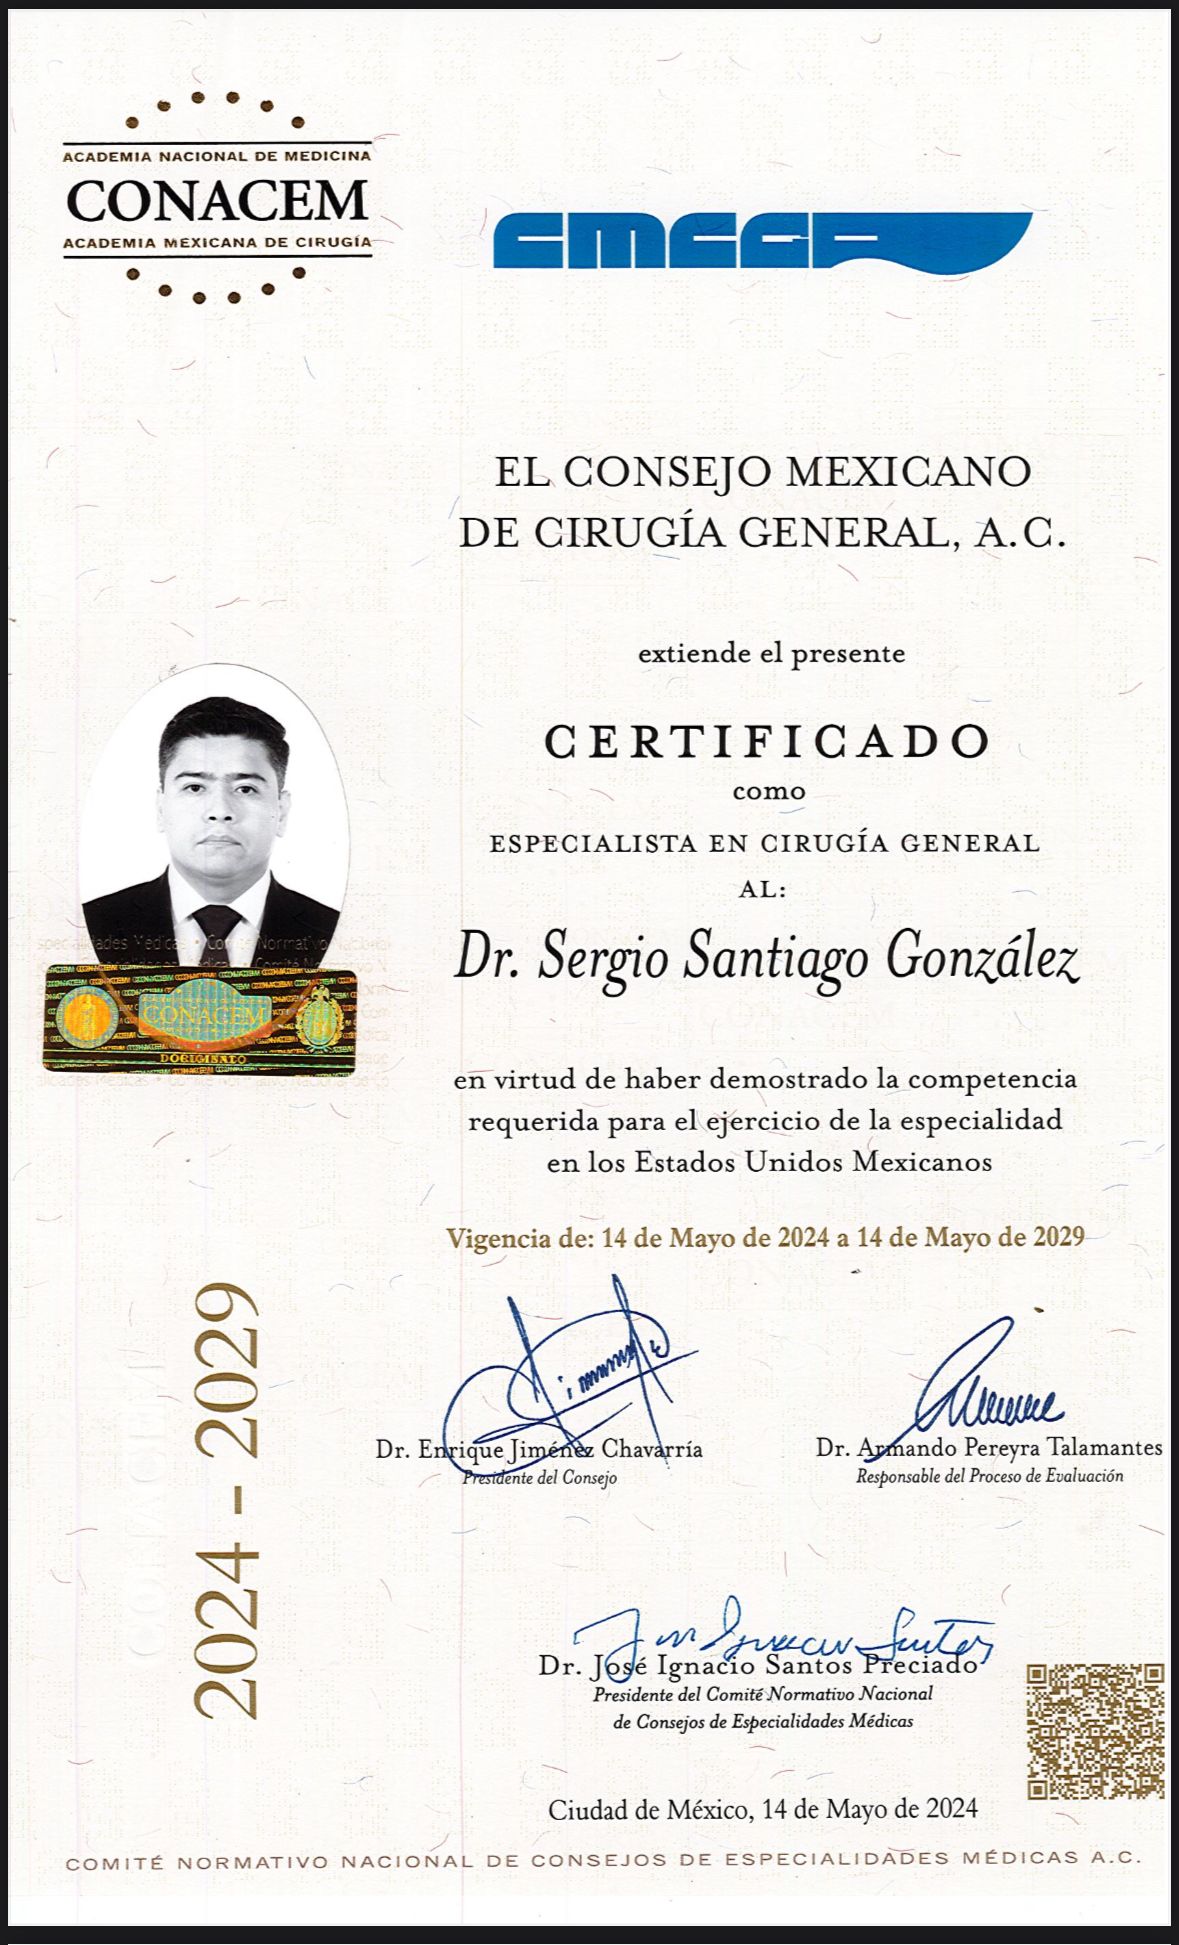 ACADEMIA NACIONAL DE MEDICINA
CONACEM
ACADEMIA MEXICANA DE CIRUGÍA
CMCG
EL CONSEJO MEXICANO
DE CIRUGÍA GENERAL, A.C.
extiende el presente
CERTIFICADO
como
ESPECIALISTA EN CIRUGÍA GENERAL
AL:
Dr. Sergio Santiago González
CONACEM
en virtud de haber demostrado la competencia
requerida para el ejercicio de la especialidad
en los Estados Unidos Mexicanos
Vigencia de: 14 de Mayo de 2024 a 14 de Mayo de 2029
2024 - 2029
Dr. Enrique Jiménez Chavarría
Presidente del Consejo
Dr. Armando Pereyra Talamantes
Responsable del Proceso de Evaluación
Dr. José Ignacio Santos Preciado
Presidente del Comité Normativo Nacional
de Consejos de Especialidades Médicas
Ciudad de México, 14 de Mayo de 2024
COMITÉ NORMATIVO NACIONAL DE CONSEJOS DE ESPECIALIDADES MÉDICAS A.C.